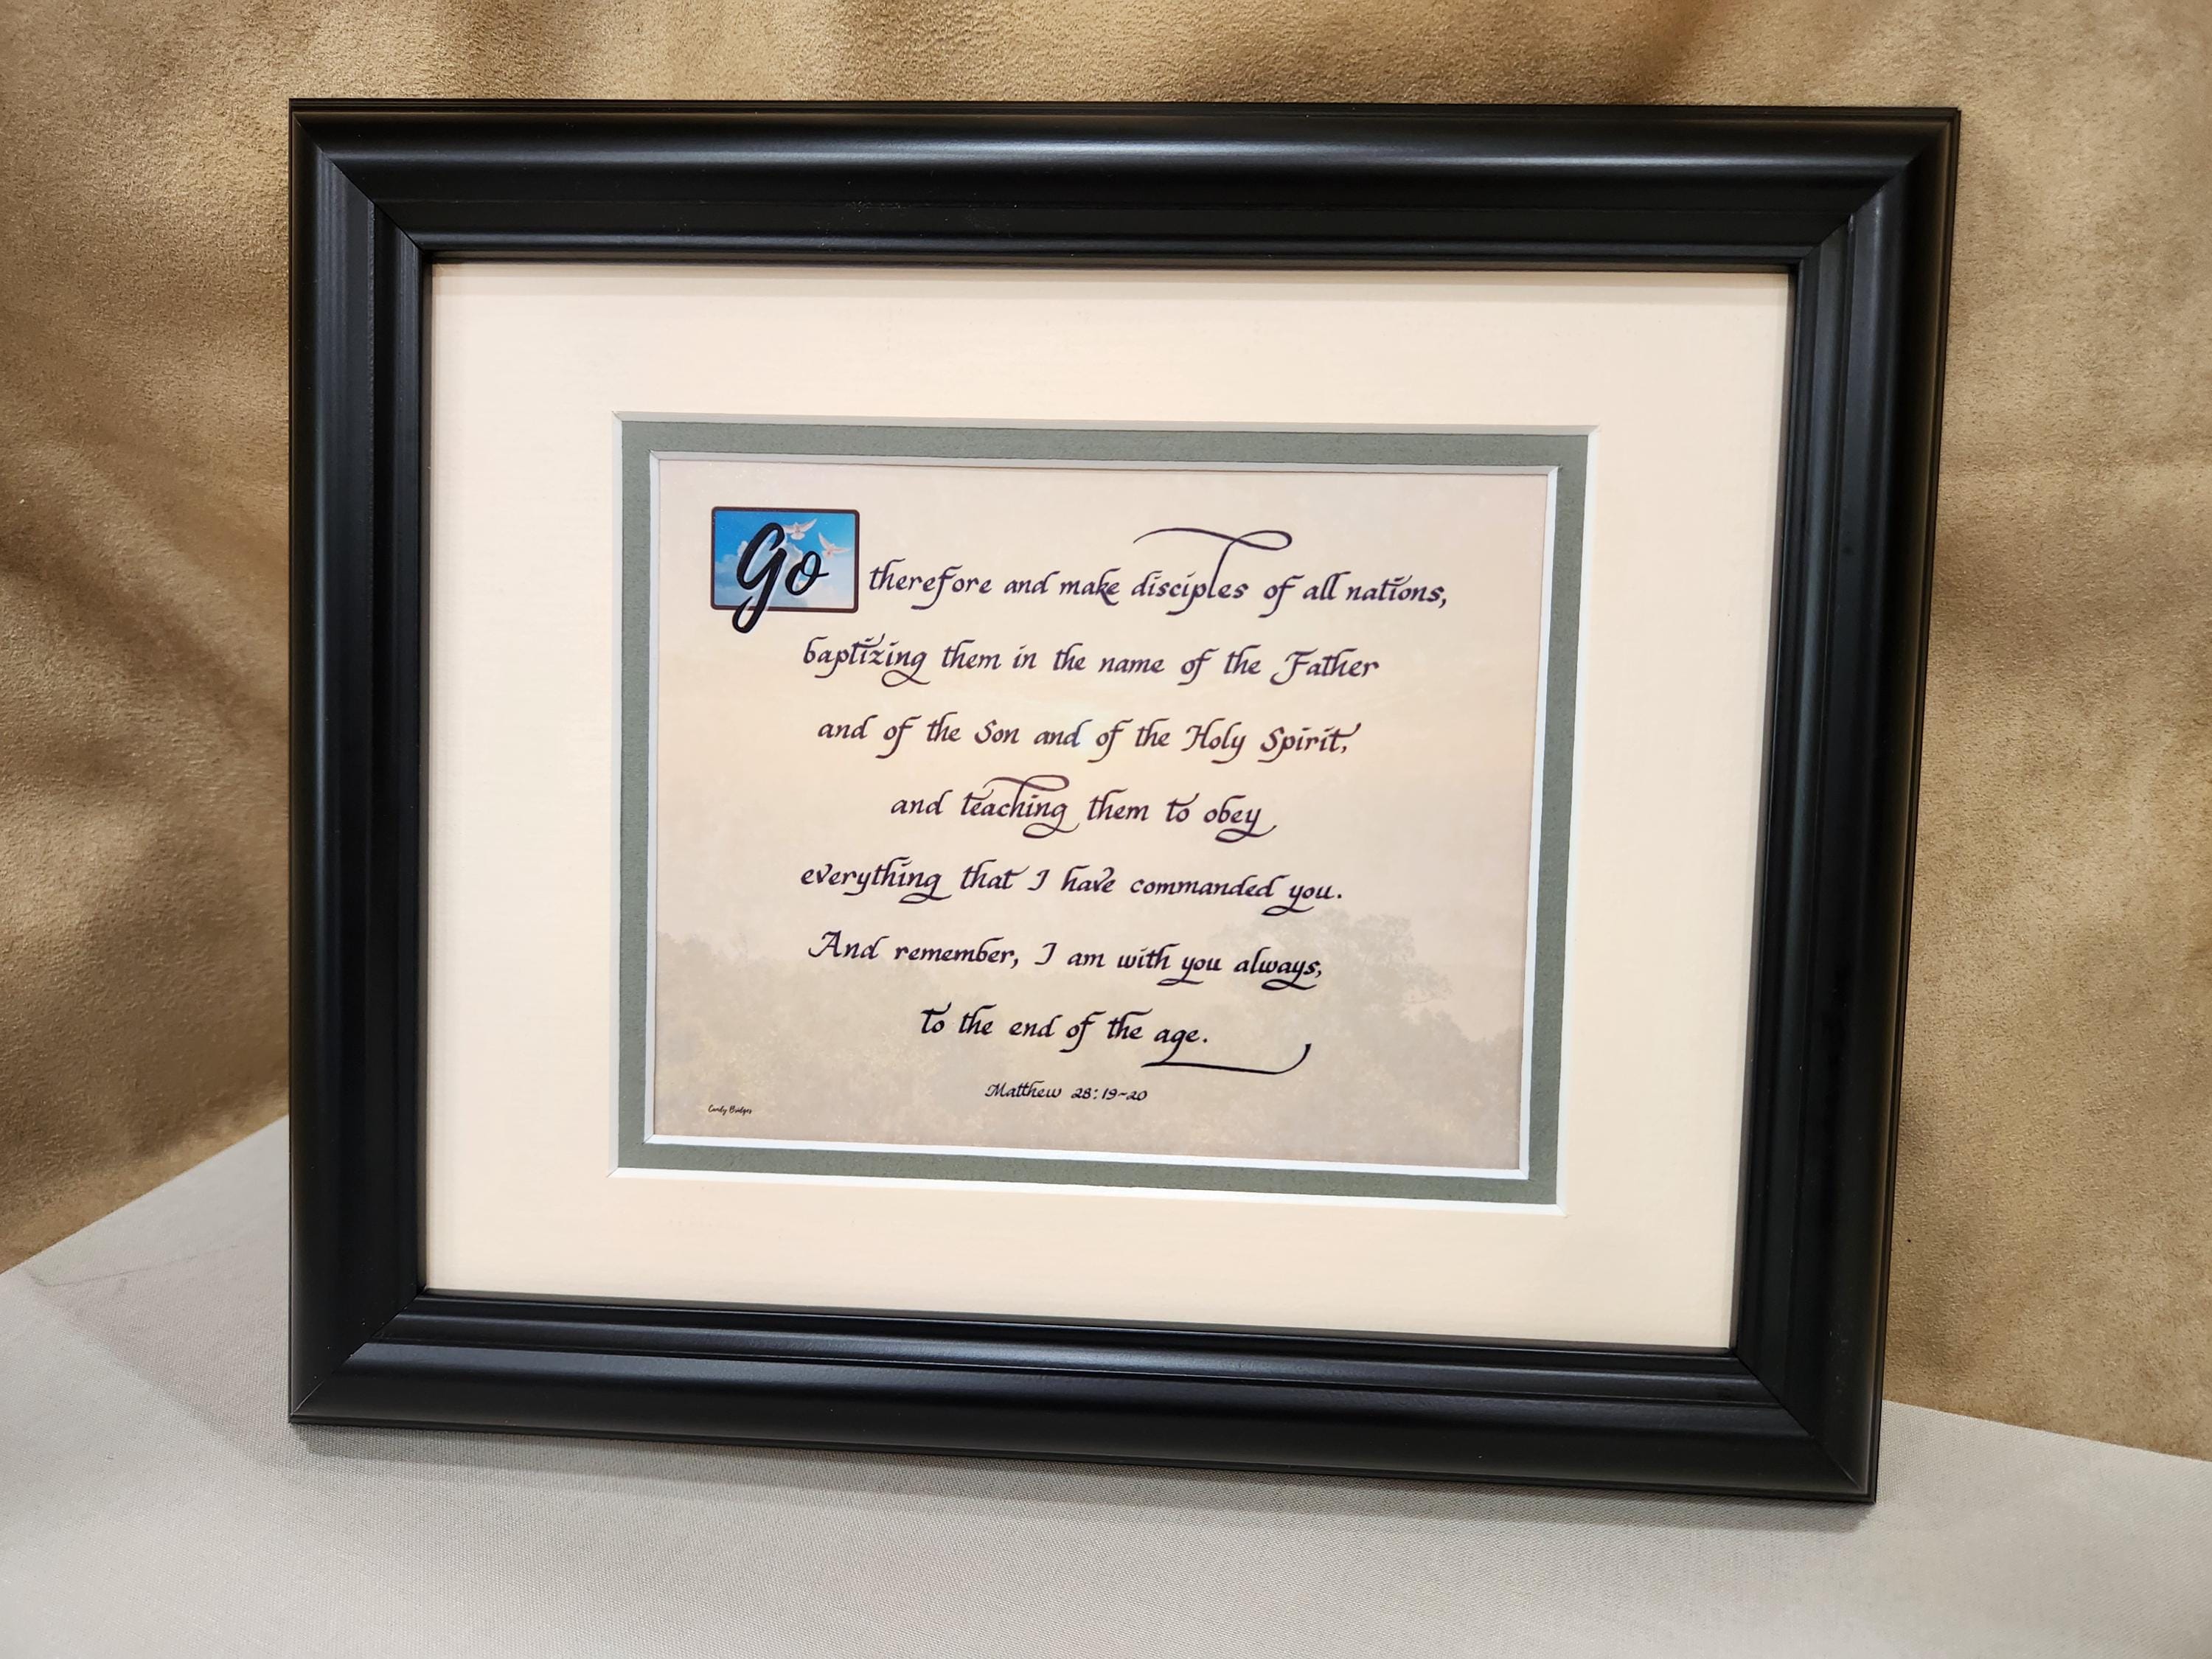 Go therefore and make disciples of all nations,
baptizing them in the name of the Father
and of the Son and of the Holy Spirit,
and teaching them to obey
everything that I have commanded you.
And remember, I am with you always,
to the end of the age.
Matthew 28:19-20
Candy Bridges